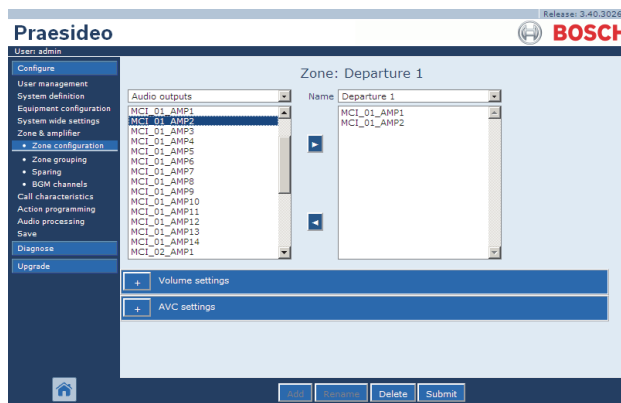 Release: 3.40.3026
Praesideo
BOSCH
User: admin
Configure
User management
System definition
Equipment configuration
System wide settings
Zone & amplifier
• Zone configuration
• Zone grouping
• Sparing
• BGM channels
Call characteristics
Action programming
Audio processing
Save
Diagnose
Upgrade
Zone: Departure 1
Audio outputs
MCI_01_AMP1
MCI_01_AMP2
MCI_01_AMP3
MCI_01_AMP4
MCI_01_AMP5
MCI_01_AMP6
MCI_01_AMP7
MCI_01_AMP8
MCI_01_AMP9
MCI_01_AMP10
MCI_01_AMP11
MCI_01_AMP12
MCI_01_AMP13
MCI_01_AMP14
MCI_02_AMP1
Name Departure 1
MCI_01_AMP1
MCI_01_AMP2
+ Volume settings
+ AVC settings
Add Rename Delete Submit